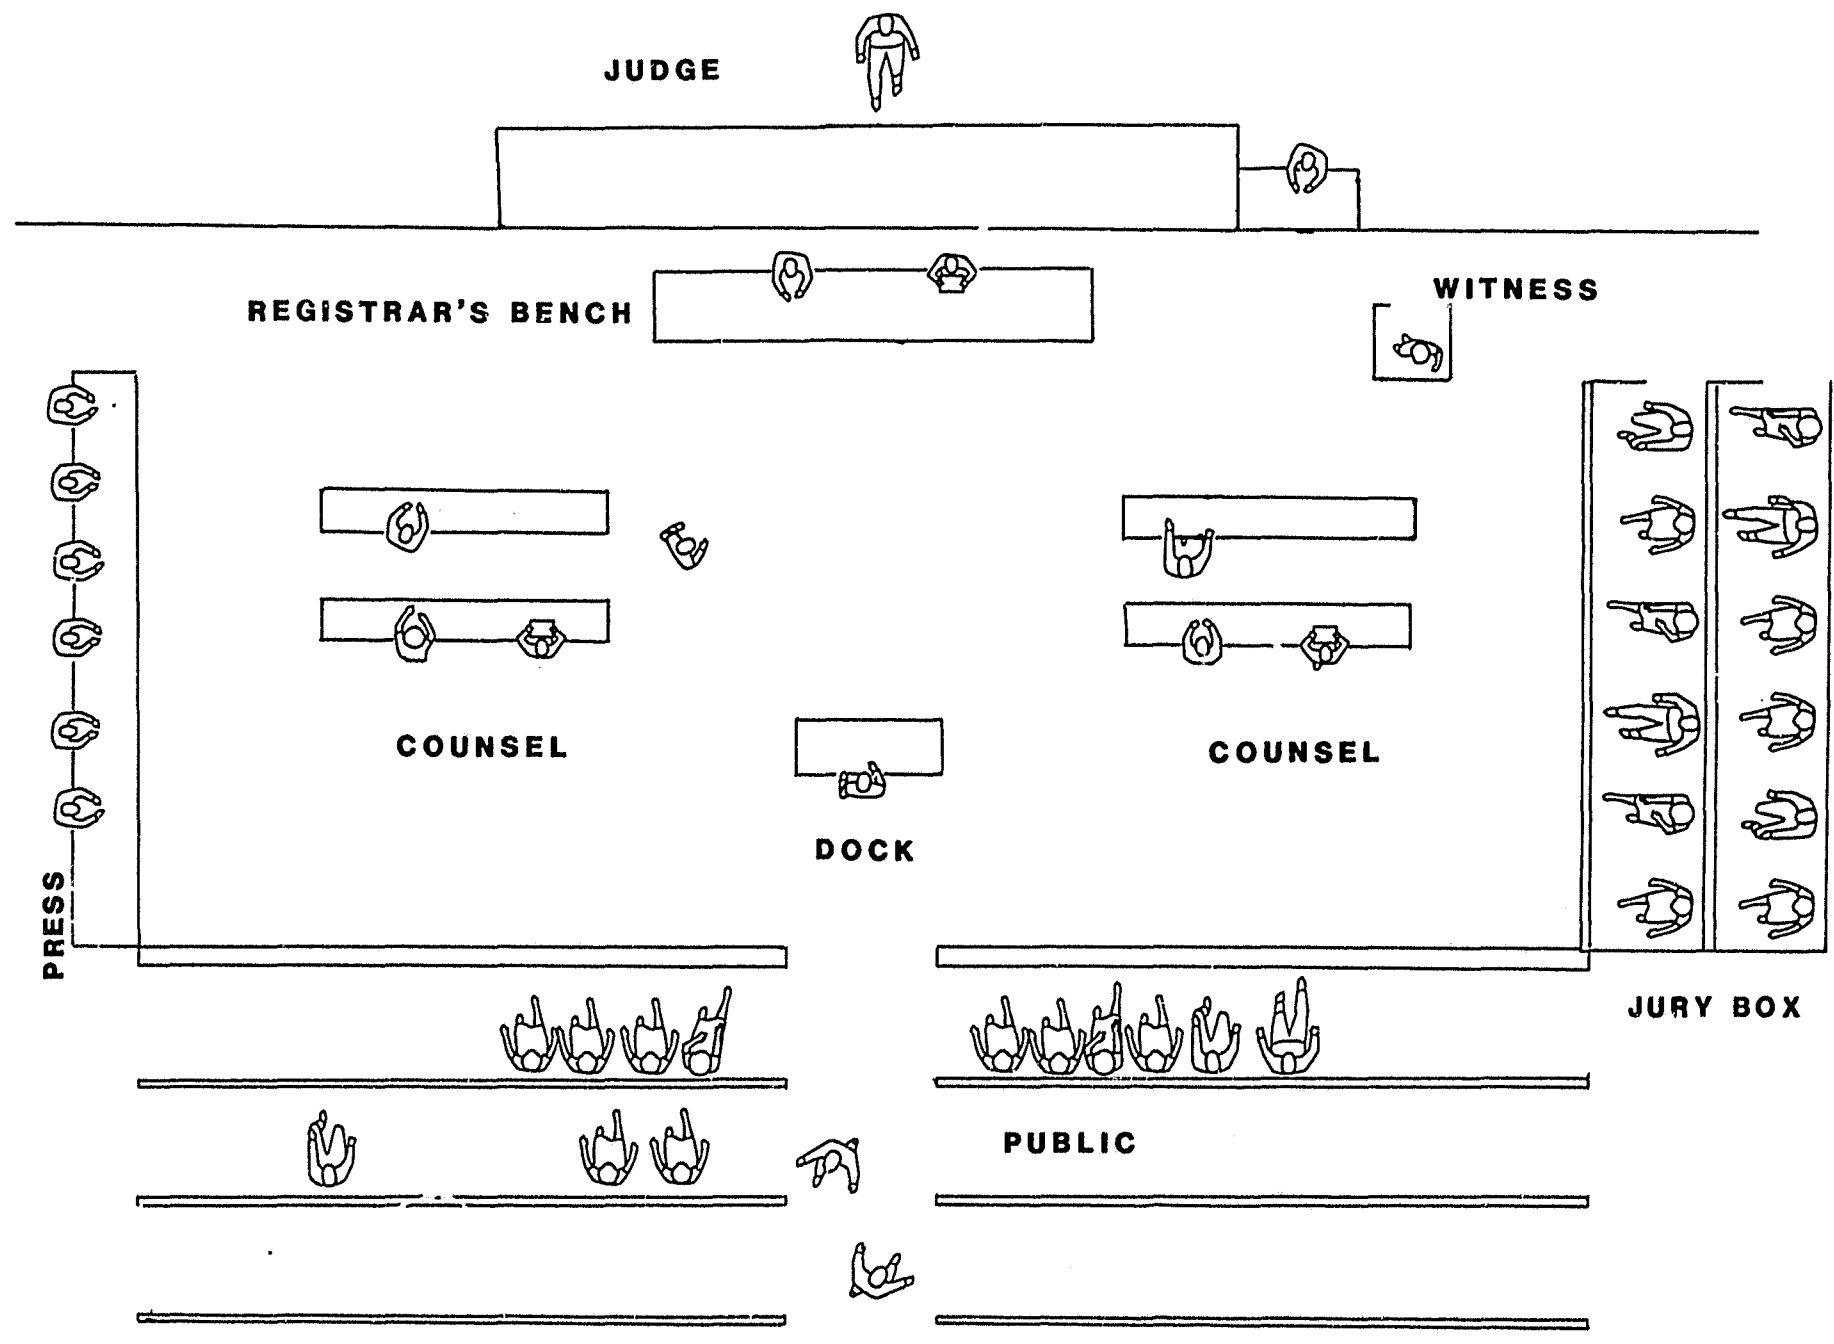 JUDGE
REGISTRAR'S BENCH
WITNESS
COUNSEL
COUNSEL
DOCK
PRESS
JURY BOX
PUBLIC